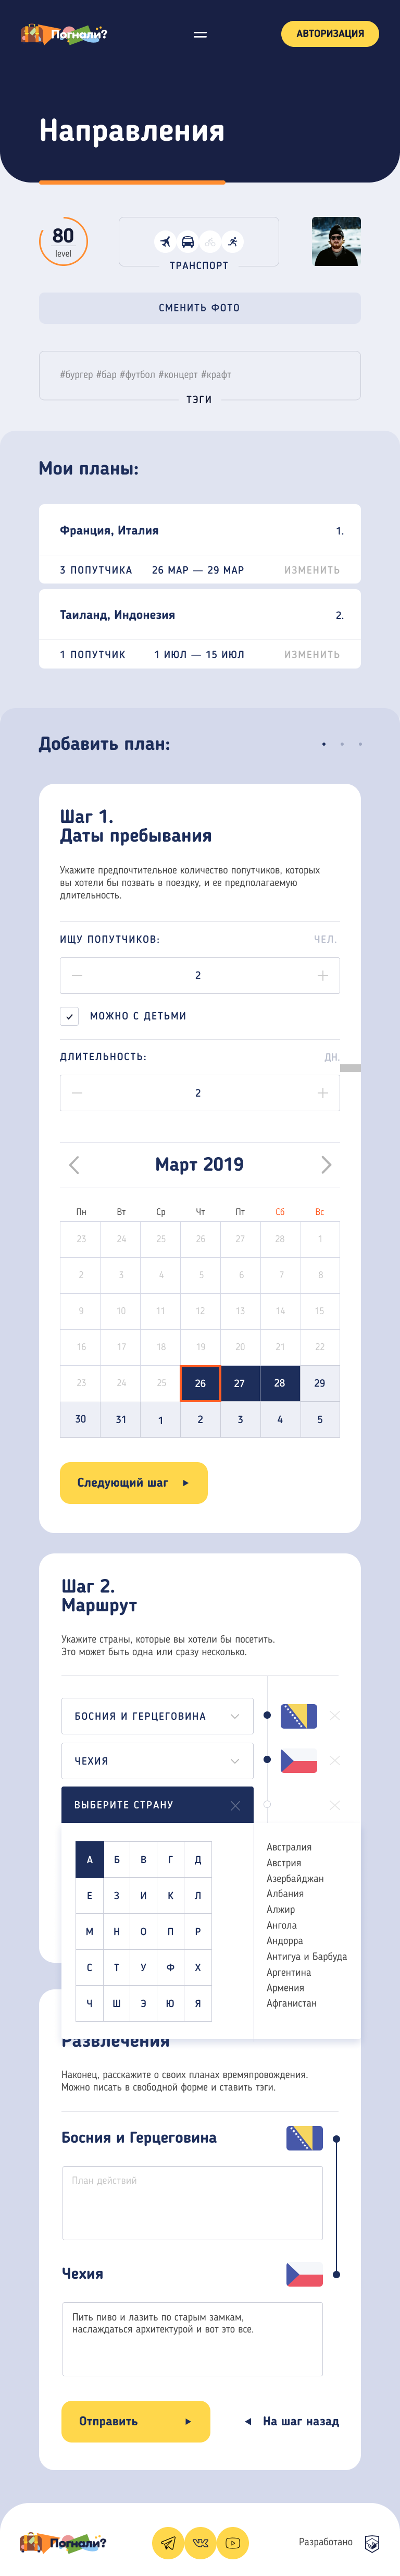 Погнали?
АВТОРИЗАЦИЯ
Направления
80
level
ТРАНСПОРТ
СМЕНИТЬ ФОТО
#бургер #бар #футбол #концерт #крафт
ТЭГИ
Мои планы:
Франция, Италия 1.
3 ПОПУТЧИКА 26 МАР — 29 МАР ИЗМЕНИТЬ
Таиланд, Индонезия 2.
1 ПОПУТЧИК 1 ИЮЛ — 15 ИЮЛ ИЗМЕНИТЬ
Добавить план:
Шаг 1.
Даты пребывания
Укажите предпочтительное количество попутчиков, которых
вы хотели бы позвать в поездку, и ее предполагаемую
длительность.
ИЩУ ПОПУТЧИКОВ: ЧЕЛ.
2
МОЖНО С ДЕТЬМИ
ДЛИТЕЛЬНОСТЬ: ДН.
2
Март 2019
Пн Вт Ср Чт Пт Сб Вс
23 24 25 26 27 28 1
2 3 4 5 6 7 8
9 10 11 12 13 14 15
16 17 18 19 20 21 22
23 24 25 26 27 28 29
30 31 1 2 3 4 5
Следующий шаг
Шаг 2.
Маршрут
Укажите страны, которые вы хотели бы посетить.
Это может быть одна или сразу несколько.
БОСНИЯ И ГЕРЦЕГОВИНА
ЧЕХИЯ
ВЫБЕРИТЕ СТРАНУ
А Б В Г Д
Е З И К Л
М Н О П Р
С Т У Ф Х
Ч Ш Э Ю Я
Австралия
Австрия
Азербайджан
Албания
Алжир
Ангола
Андорра
Антигуа и Барбуда
Аргентина
Армения
Афганистан
Развлечения
Наконец, расскажите о своих планах времяпровождения.
Можно писать в свободной форме и ставить тэги.
Босния и Герцеговина
План действий
Чехия
Пить пиво и лазить по старым замкам,
наслаждаться архитектурой и вот это все.
Отправить На шаг назад
Погнали? Разработано